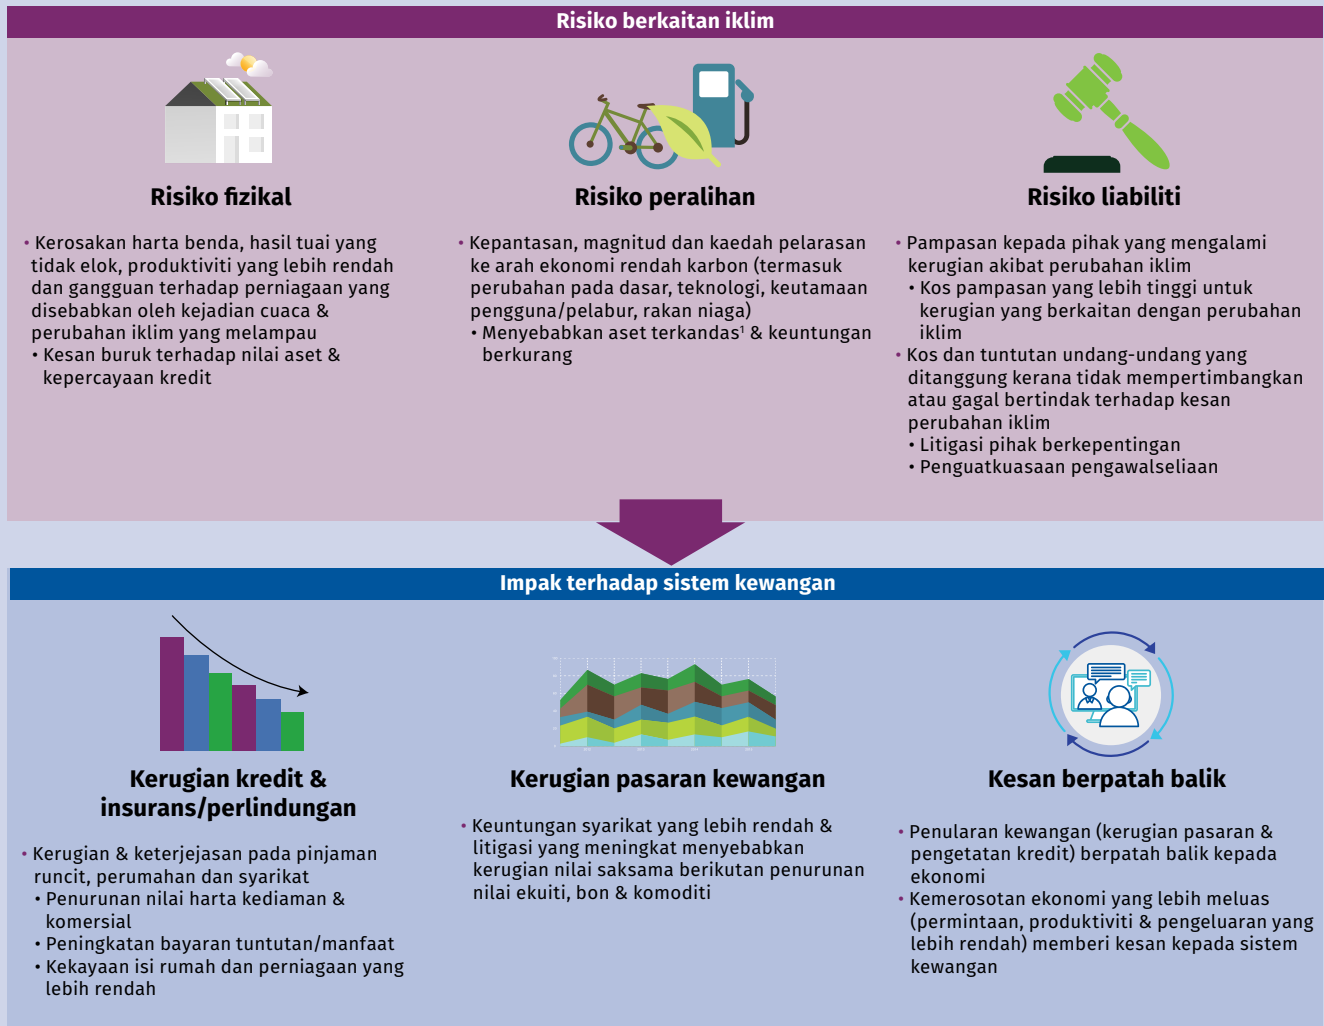 Risiko berkaitan iklim
Risiko fizikal
• Kerosakan harta benda, hasil tuai yang
tidak elok, produktiviti yang lebih rendah
dan gangguan terhadap perniagaan yang
disebabkan oleh kejadian cuaca &
perubahan iklim yang melampau
• Kesan buruk terhadap nilai aset &
kepercayaan kredit
Risiko peralihan
• Kepantasan, magnitud dan kaedah pelarasan
ke arah ekonomi rendah karbon (termasuk
perubahan pada dasar, teknologi, keutamaan
pengguna/pelabur, rakan niaga)
• Menyebabkan aset terkandas¹ & keuntungan
berkurang
Risiko liabiliti
• Pampasan kepada pihak yang mengalami
kerugian akibat perubahan iklim
• Kos pampasan yang lebih tinggi untuk
kerugian yang berkaitan dengan perubahan
iklim
• Kos dan tuntutan undang-undang yang
ditanggung kerana tidak mempertimbangkan
atau gagal bertindak terhadap kesan
perubahan iklim
• Litigasi pihak berkepentingan
• Penguatkuasaan pengawalseliaan
Impak terhadap sistem kewangan
Kerugian kredit &
insurans/perlindungan
• Kerugian & keterjejasan pada pinjaman
runcit, perumahan dan syarikat
• Penurunan nilai harta kediaman &
komersial
• Peningkatan bayaran tuntutan/manfaat
• Kekayaan isi rumah dan perniagaan yang
lebih rendah
Kerugian pasaran kewangan
• Keuntungan syarikat yang lebih rendah &
litigasi yang meningkat menyebabkan
kerugian nilai saksama berikutan penurunan
nilai ekuiti, bon & komoditi
Kesan berpatah balik
• Penularan kewangan (kerugian pasaran &
pengetatan kredit) berpatah balik kepada
ekonomi
• Kemerosotan ekonomi yang lebih meluas
(permintaan, produktiviti & pengeluaran yang
lebih rendah) memberi kesan kepada sistem
kewangan